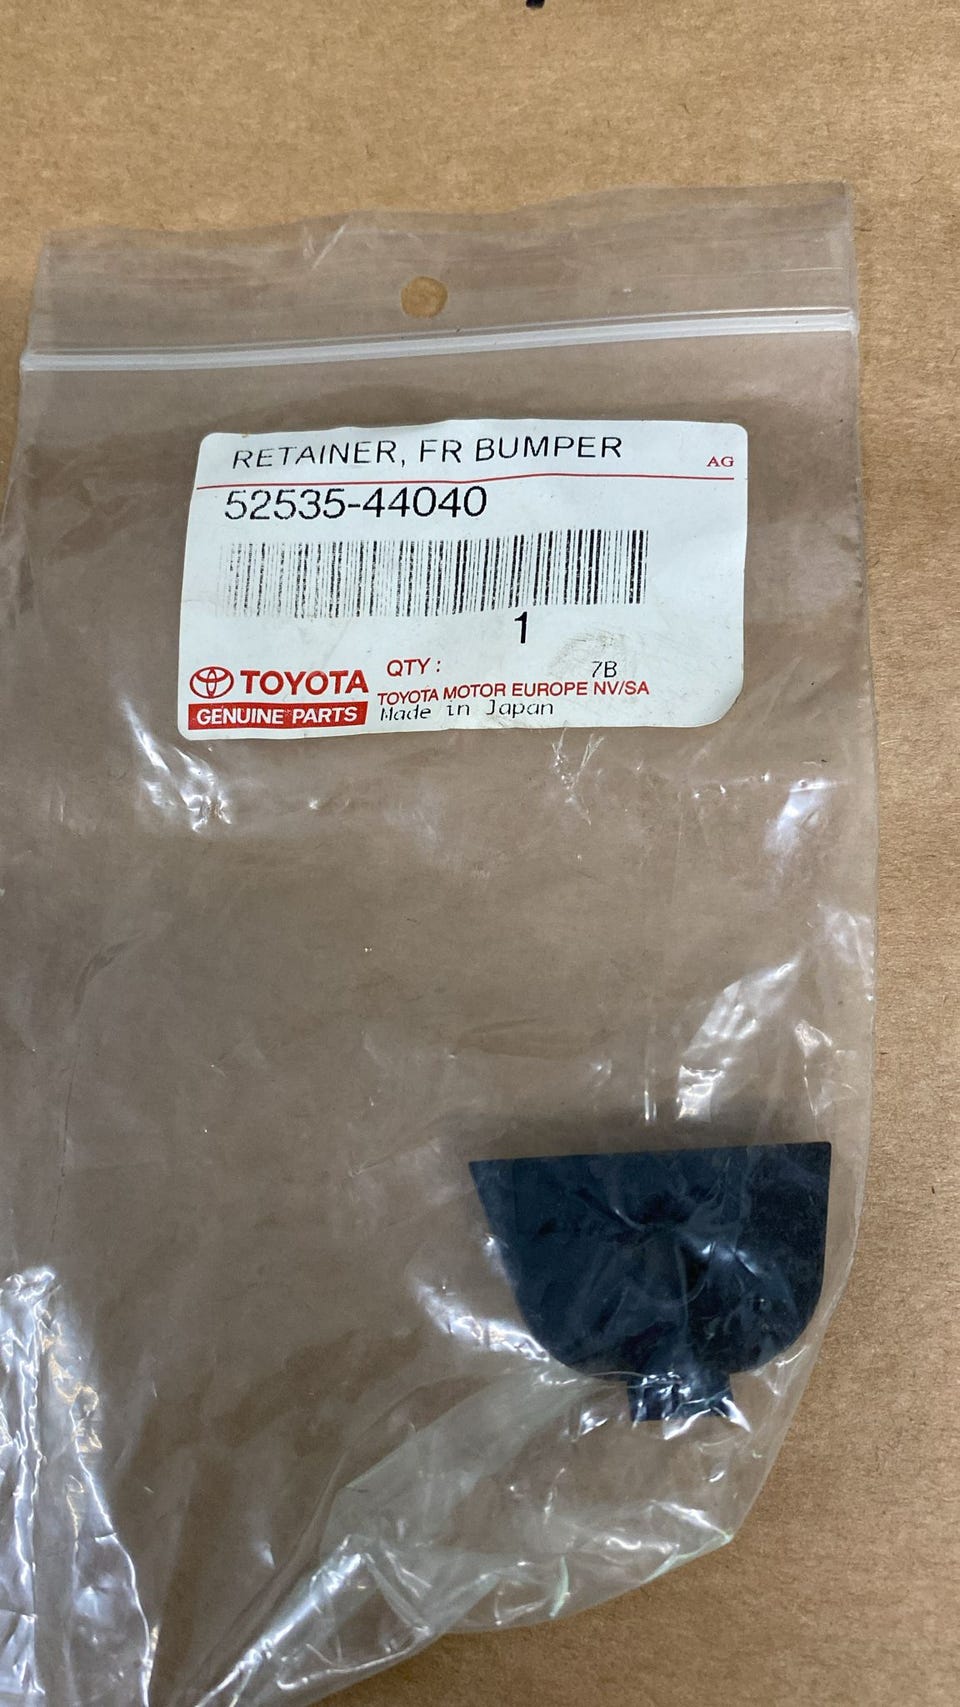 RETAINER, FR BUMPER
AG
52535-44040
1
QTY :
7B
TOYOTA
TOYOTA MOTOR EUROPE NV/SA
GENUINE PARTS
Made in Japan